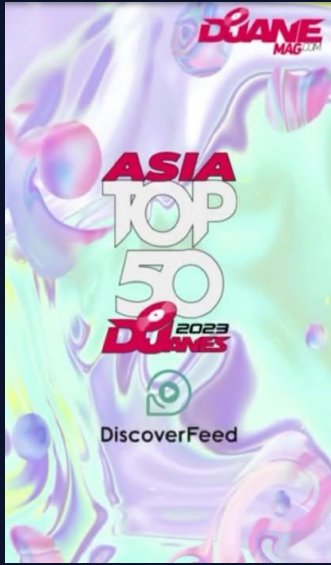 DJANE
MAG.COM
ASIA
TOP
50
2023
DJANES
DiscoverFeed